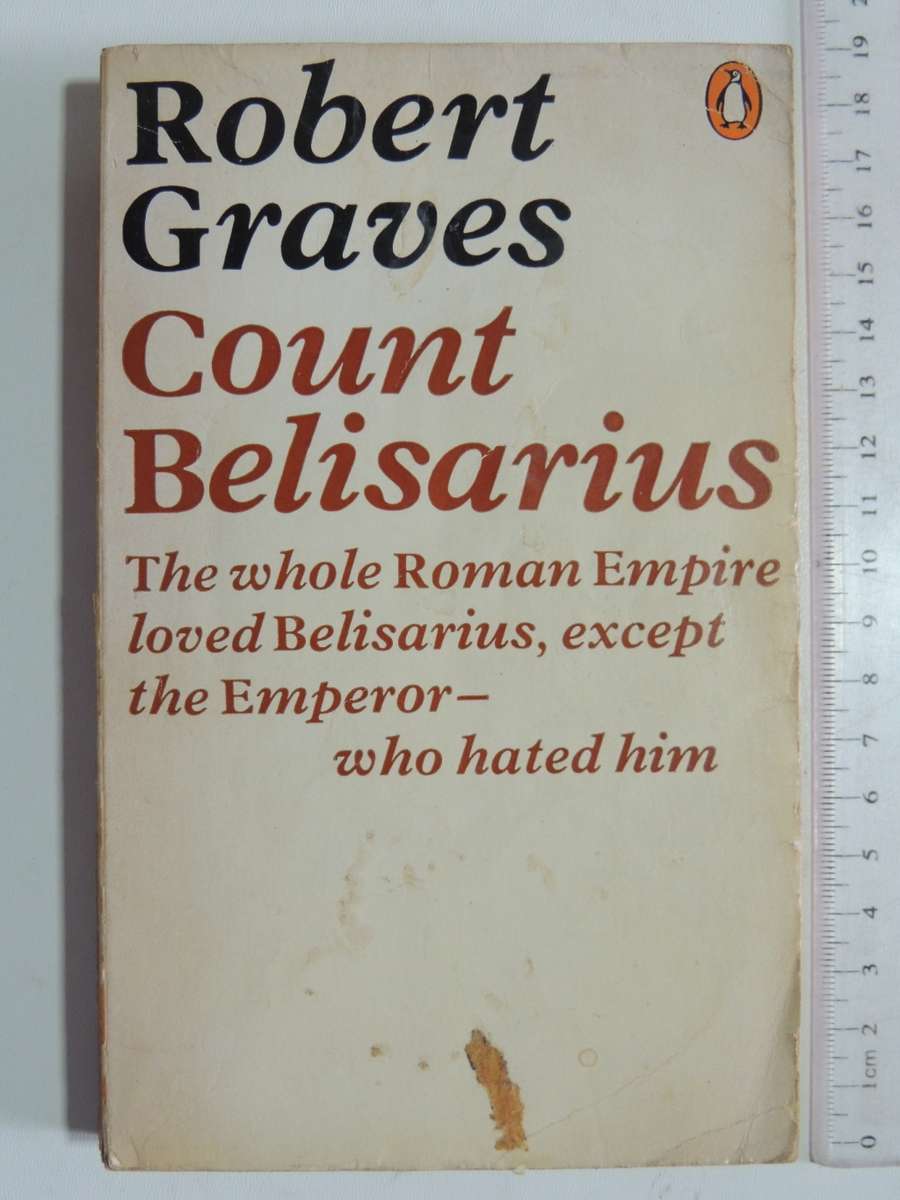 Robert
Graves
Count
Belisarius
The whole Roman Empire
loved Belisarius, except
the Emperor–
who hated him
19
18
17
16
15
14
13
12
11
10
9
8
7
6
5
4
3
2
1cm
0